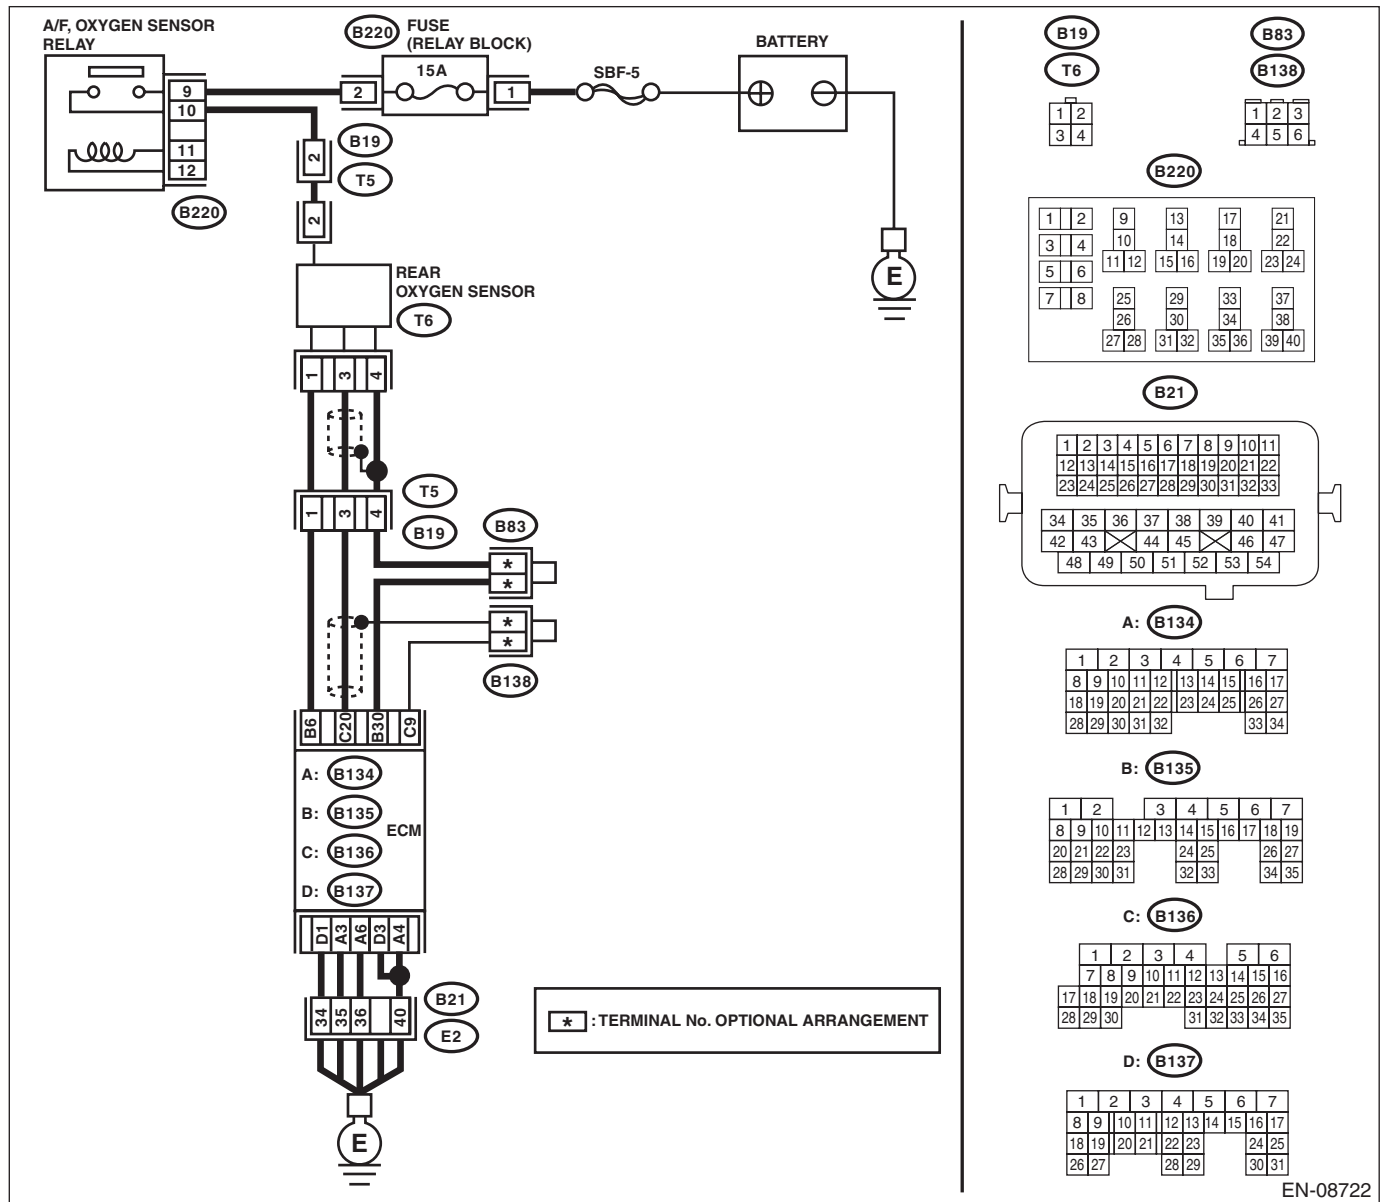 A/F, OXYGEN SENSOR
RELAY
B220
FUSE
(RELAY BLOCK)
15A
SBF-5
BATTERY
9
10
11
12
B220
2
1
2
B19
T5
2
REAR
OXYGEN SENSOR
T6
E
1 3 4
1 3 4
T5
B19
B83
*
*
*
*
B138
B6 C20 B30 C9
A: B134
B: B135
C: B136
D: B137
ECM
D1 A3 A6 D3 A4
34 35 36 40
B21
E2
E
* : TERMINAL No. OPTIONAL ARRANGEMENT
B19
T6
1 2
3 4
B83
B138
1 2 3
4 5 6
B220
1 2 9 13 17 21
3 4 10 14 18 22
5 6 11 12 15 16 19 20 23 24
7 8 25 29 33 37
26 30 34 38
27 28 31 32 35 36 39 40
B21
1 2 3 4 5 6 7 8 9 10 11
12 13 14 15 16 17 18 19 20 21 22
23 24 25 26 27 28 29 30 31 32 33
34 35 36 37 38 39 40 41
42 43 44 45 46 47
48 49 50 51 52 53 54
A: B134
1 2 3 4 5 6 7
8 9 10 11 12 13 14 15 16 17
18 19 20 21 22 23 24 25 26 27
28 29 30 31 32 33 34
B: B135
1 2 3 4 5 6 7
8 9 10 11 12 13 14 15 16 17 18 19
20 21 22 23 24 25 26 27
28 29 30 31 32 33 34 35
C: B136
1 2 3 4 5 6
7 8 9 10 11 12 13 14 15 16
17 18 19 20 21 22 23 24 25 26 27
28 29 30 31 32 33 34 35
D: B137
1 2 3 4 5 6 7
8 9 10 11 12 13 14 15 16 17
18 19 20 21 22 23 24 25
26 27 28 29 30 31
EN-08722